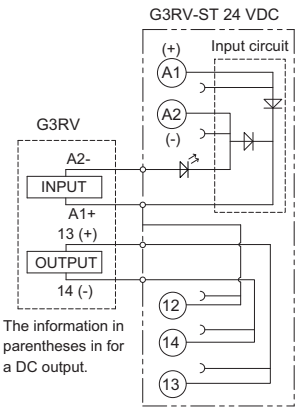 G3RV-ST 24 VDC
(+)
Input circuit
A1
A2
(-)
G3RV
A2-
INPUT
A1+
13 (+)
OUTPUT
14 (-)
12
14
13
The information in
parentheses in for
a DC output.